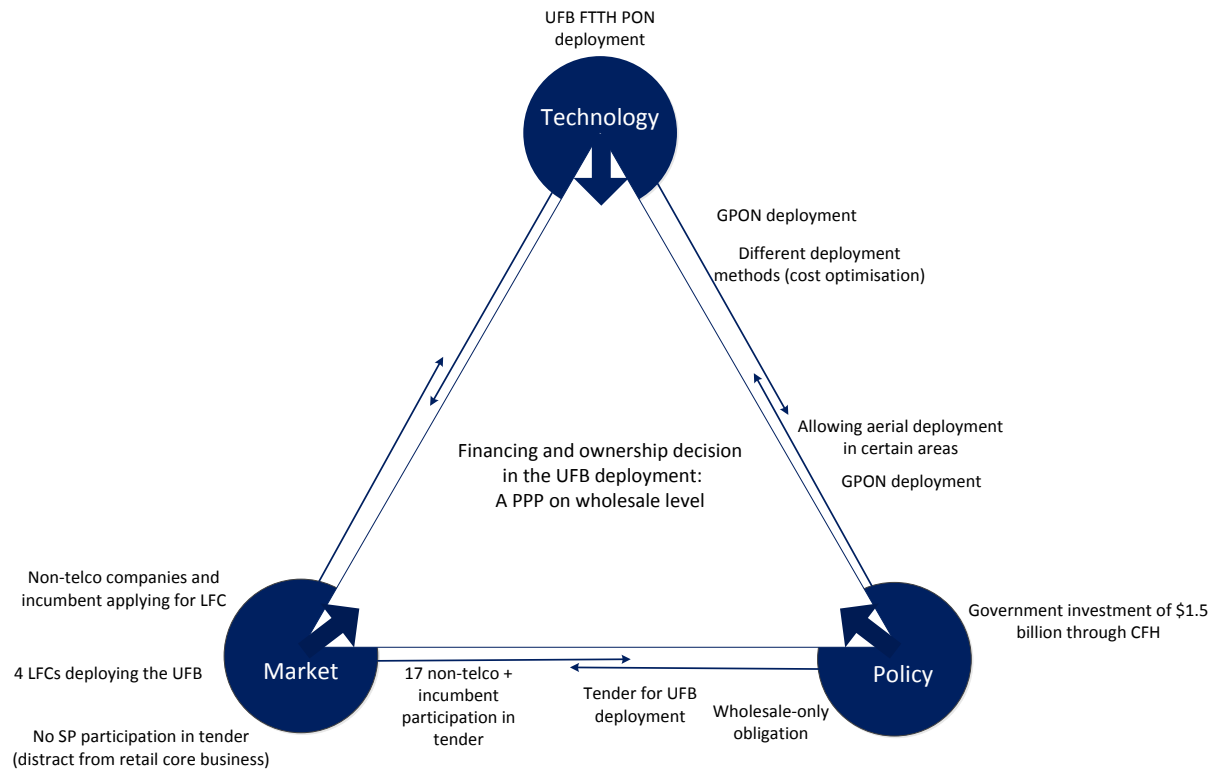 UFB FTTH PON
deployment
Technology
GPON deployment
Different deployment
methods (cost optimisation)
Allowing aerial deployment
in certain areas
GPON deployment
Financing and ownership decision
in the UFB deployment:
A PPP on wholesale level
Non-telco companies and
incumbent applying for LFC
4 LFCs deploying the UFB
No SP participation in tender
(distract from retail core business)
Market
17 non-telco +
incumbent
participation in
tender
Tender for UFB
deployment
Wholesale-only
obligation
Policy
Government investment of $1.5
billion through CFH